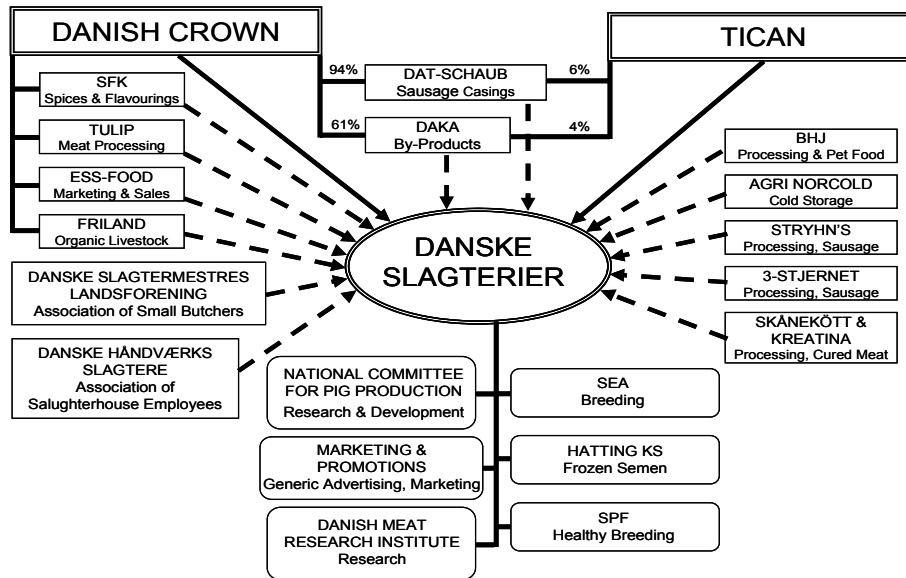 DANISH CROWN
TICAN
94%
DAT-SCHAUB
Sausage Casings
6%
61%
DAKA
By-Products
4%
SFK
Spices & Flavourings
TULIP
Meat Processing
ESS-FOOD
Marketing & Sales
FRILAND
Organic Livestock
DANSKE SLAGTERMESTRES
LANDSFORENING
Association of Small Butchers
DANSKE HÅNDVÆRKS
SLAGTERE
Association of
Salughterhouse Employees
DANSKE
SLAGTERIER
BHJ
Processing & Pet Food
AGRI NORCOLD
Cold Storage
STRYHN'S
Processing, Sausage
3-STJERNET
Processing, Sausage
SKÅNEKÖTT &
KREATINA
Processing, Cured Meat
NATIONAL COMMITTEE
FOR PIG PRODUCTION
Research & Development
MARKETING &
PROMOTIONS
Generic Advertising, Marketing
DANISH MEAT
RESEARCH INSTITUTE
Research
SEA
Breeding
HATTING KS
Frozen Semen
SPF
Healthy Breeding